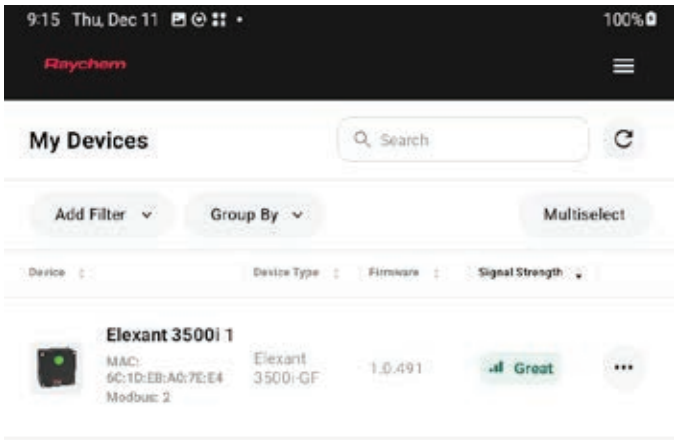 9:15 Thu, Dec 11 100%
Raychem
My Devices Search
Add Filter Group By Multiselect
Device Device Type Firmware Signal Strength
Elexant 3500i 1
MAC: Elexant
6C:1D:EB:A0:7E:E4 3500i-GF 1.0.491 Great
Modbus: 2